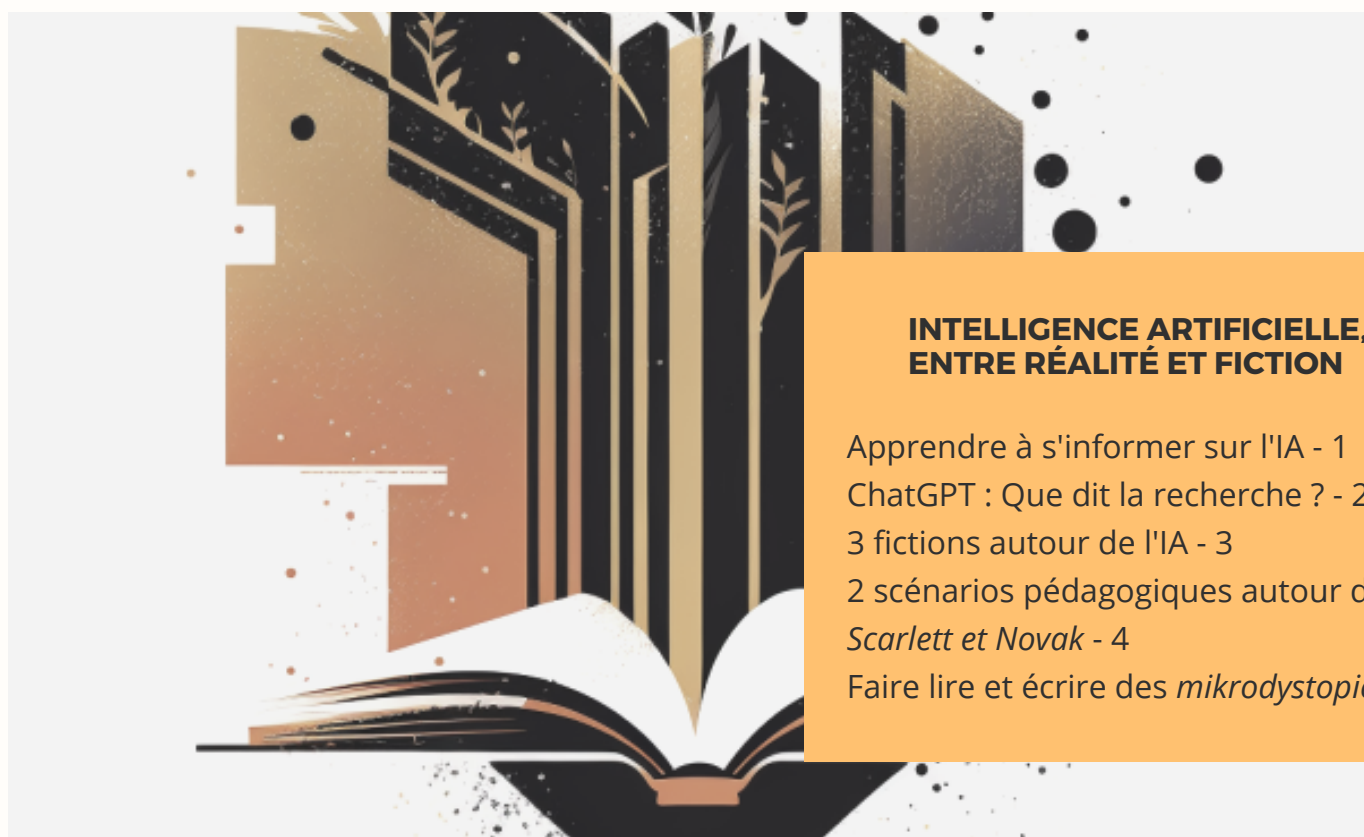 INTELLIGENCE ARTIFICIELLE,
ENTRE RÉALITÉ ET FICTION
Apprendre à s'informer sur l'IA - 1
ChatGPT : Que dit la recherche ? - 2
3 fictions autour de l'IA - 3
2 scénarios pédagogiques autour
Scarlett et Novak - 4
Faire lire et écrire des